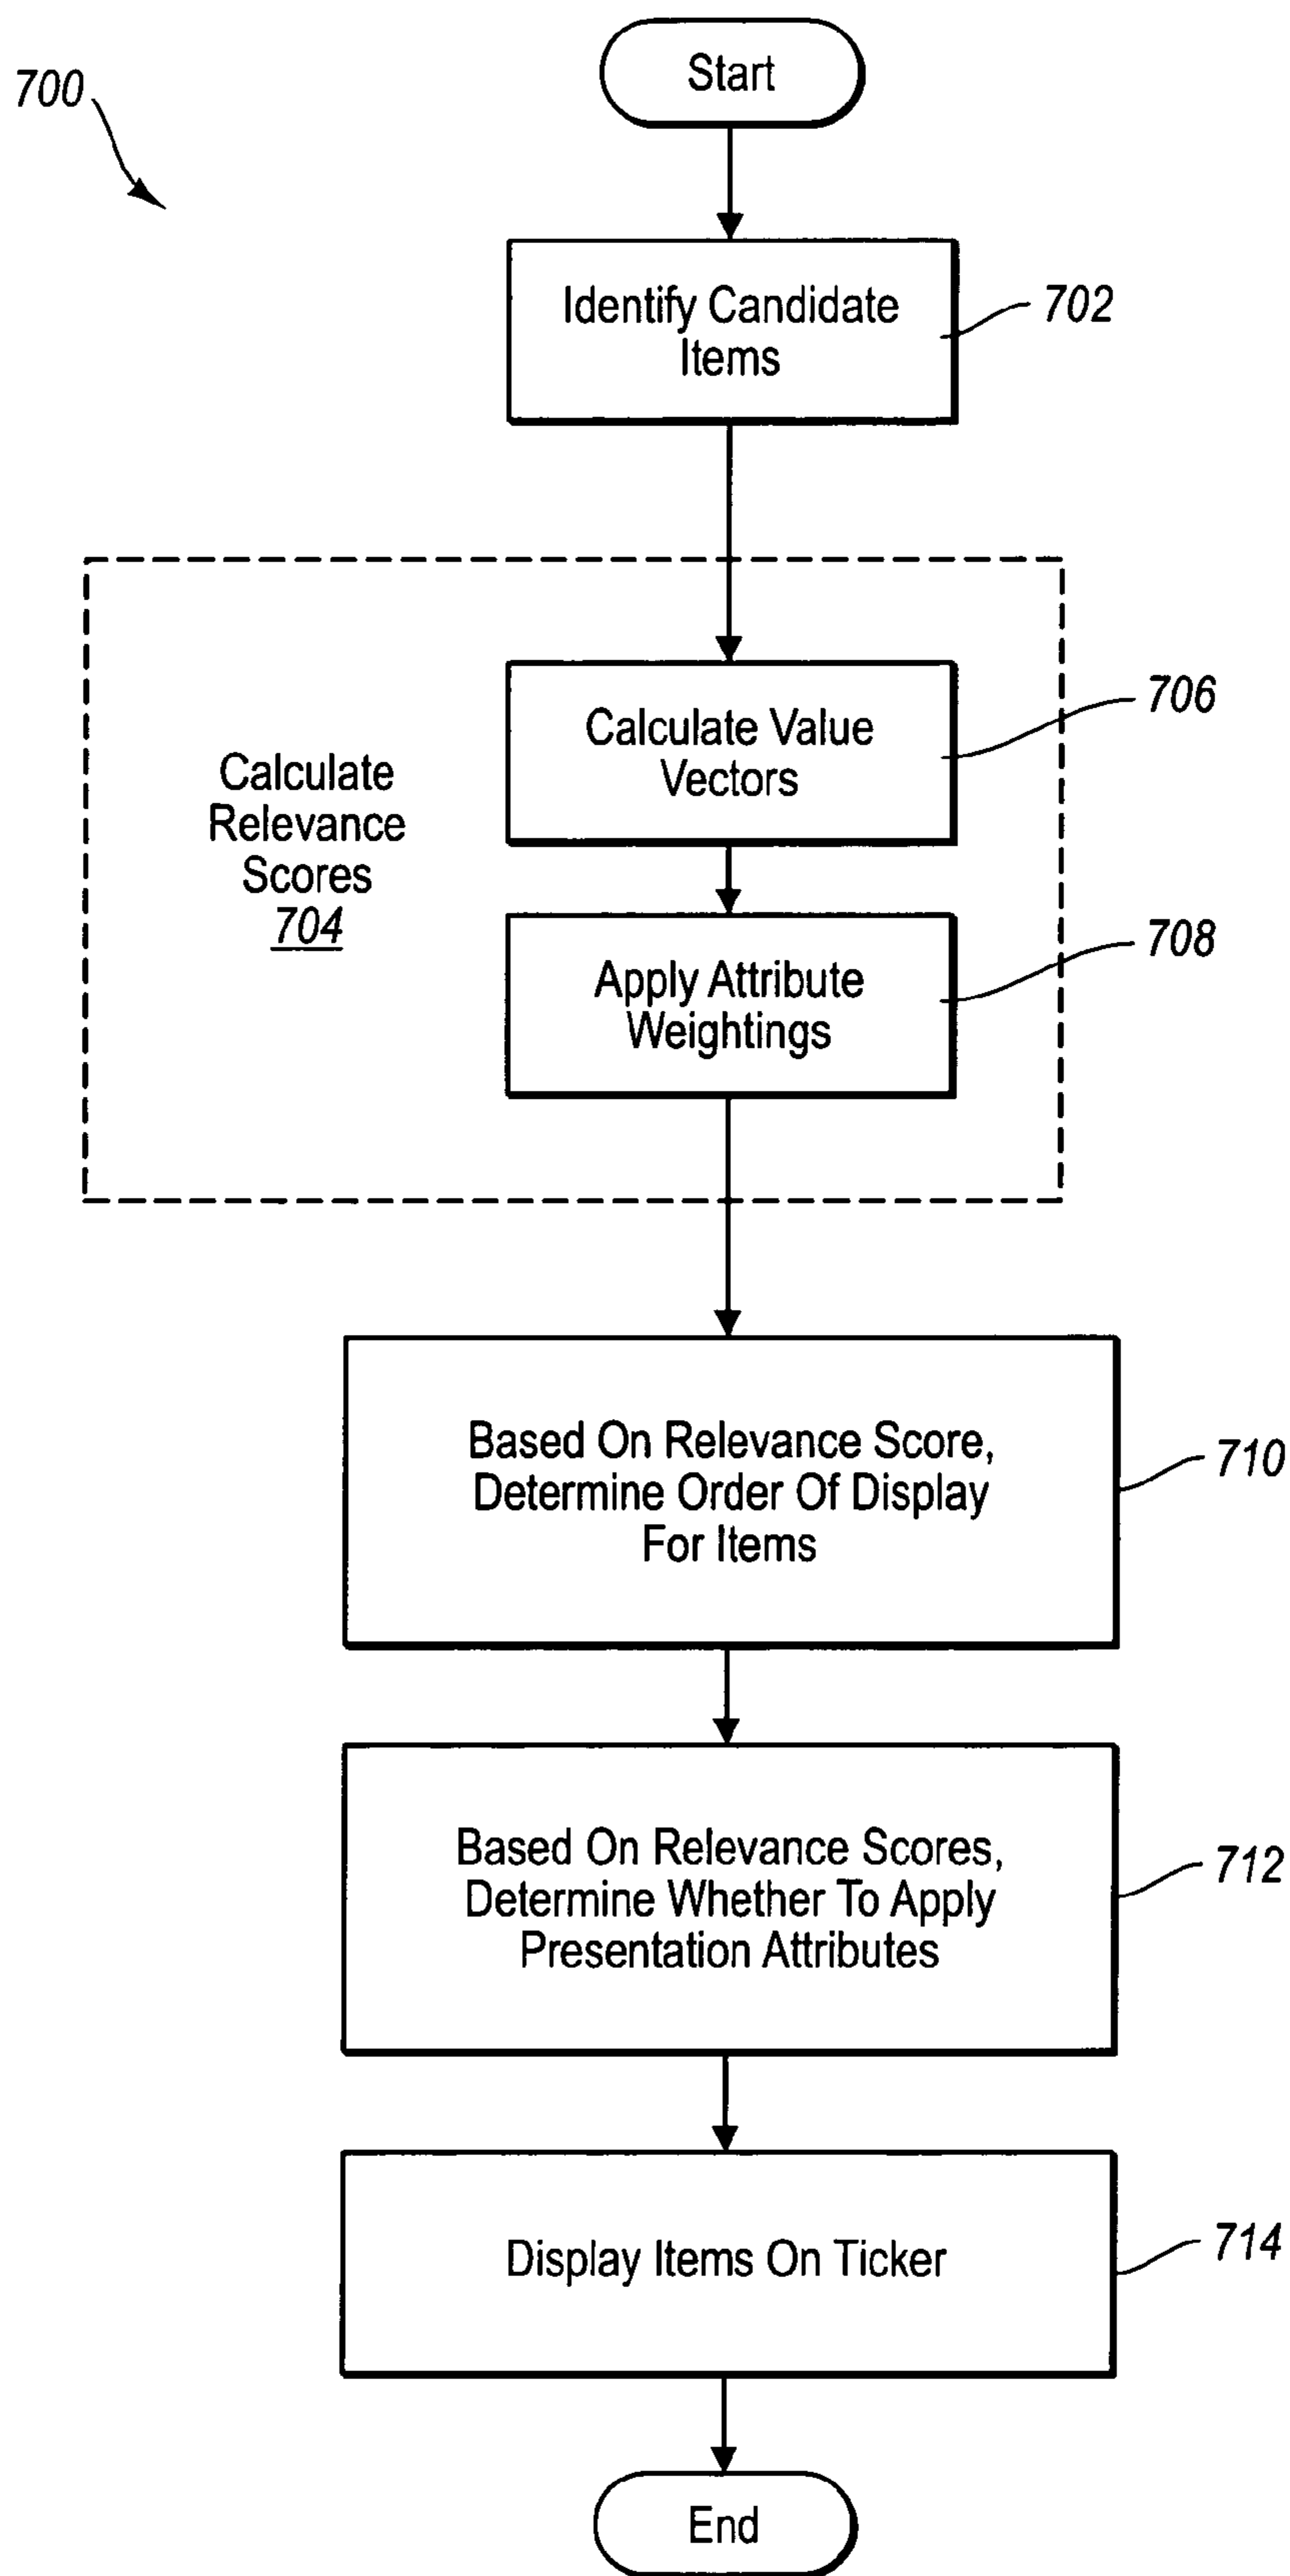 Start
700
Identify Candidate
Items
702
Calculate Value
Vectors
706
Calculate
Relevance
Scores
704
Apply Attribute
Weightings
708
Based On Relevance Score,
Determine Order Of Display
For Items
710
Based On Relevance Scores,
Determine Whether To Apply
Presentation Attributes
712
Display Items On Ticker
714
End